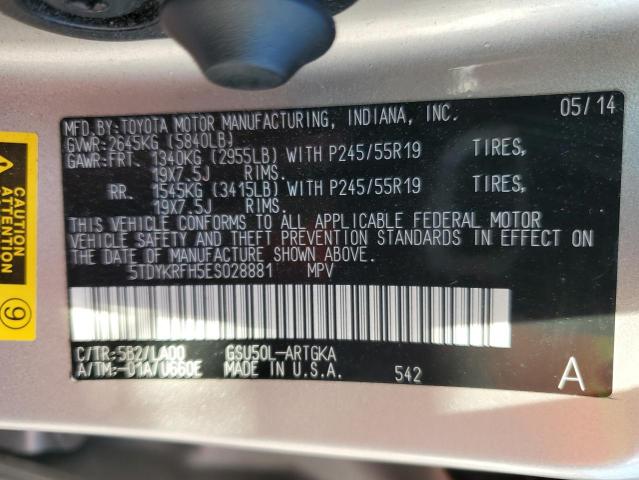 MFD.BY:TOYOTA MOTOR MANUFACTURING, INDIANA, INC. 05/14
GVWR:2645KG (5840LB)
GAWR:FRT. 1340KG (2955LB) WITH P245/55R19 TIRES,
19X7.5J RIMS.
RR. 1545KG (3415LB) WITH P245/55R19 TIRES,
19X7.5J RIMS.
THIS VEHICLE CONFORMS TO ALL APPLICABLE FEDERAL MOTOR
VEHICLE SAFETY AND THEFT PREVENTION STANDARDS IN EFFECT ON
THE DATE OF MANUFACTURE SHOWN ABOVE.
5TDYKRFH5ES028881 MPV
C/TR:5B2/LA00 GSU50L-ARTGKA
A/TM:-01A/U660E MADE IN U.S.A. 542 A
9